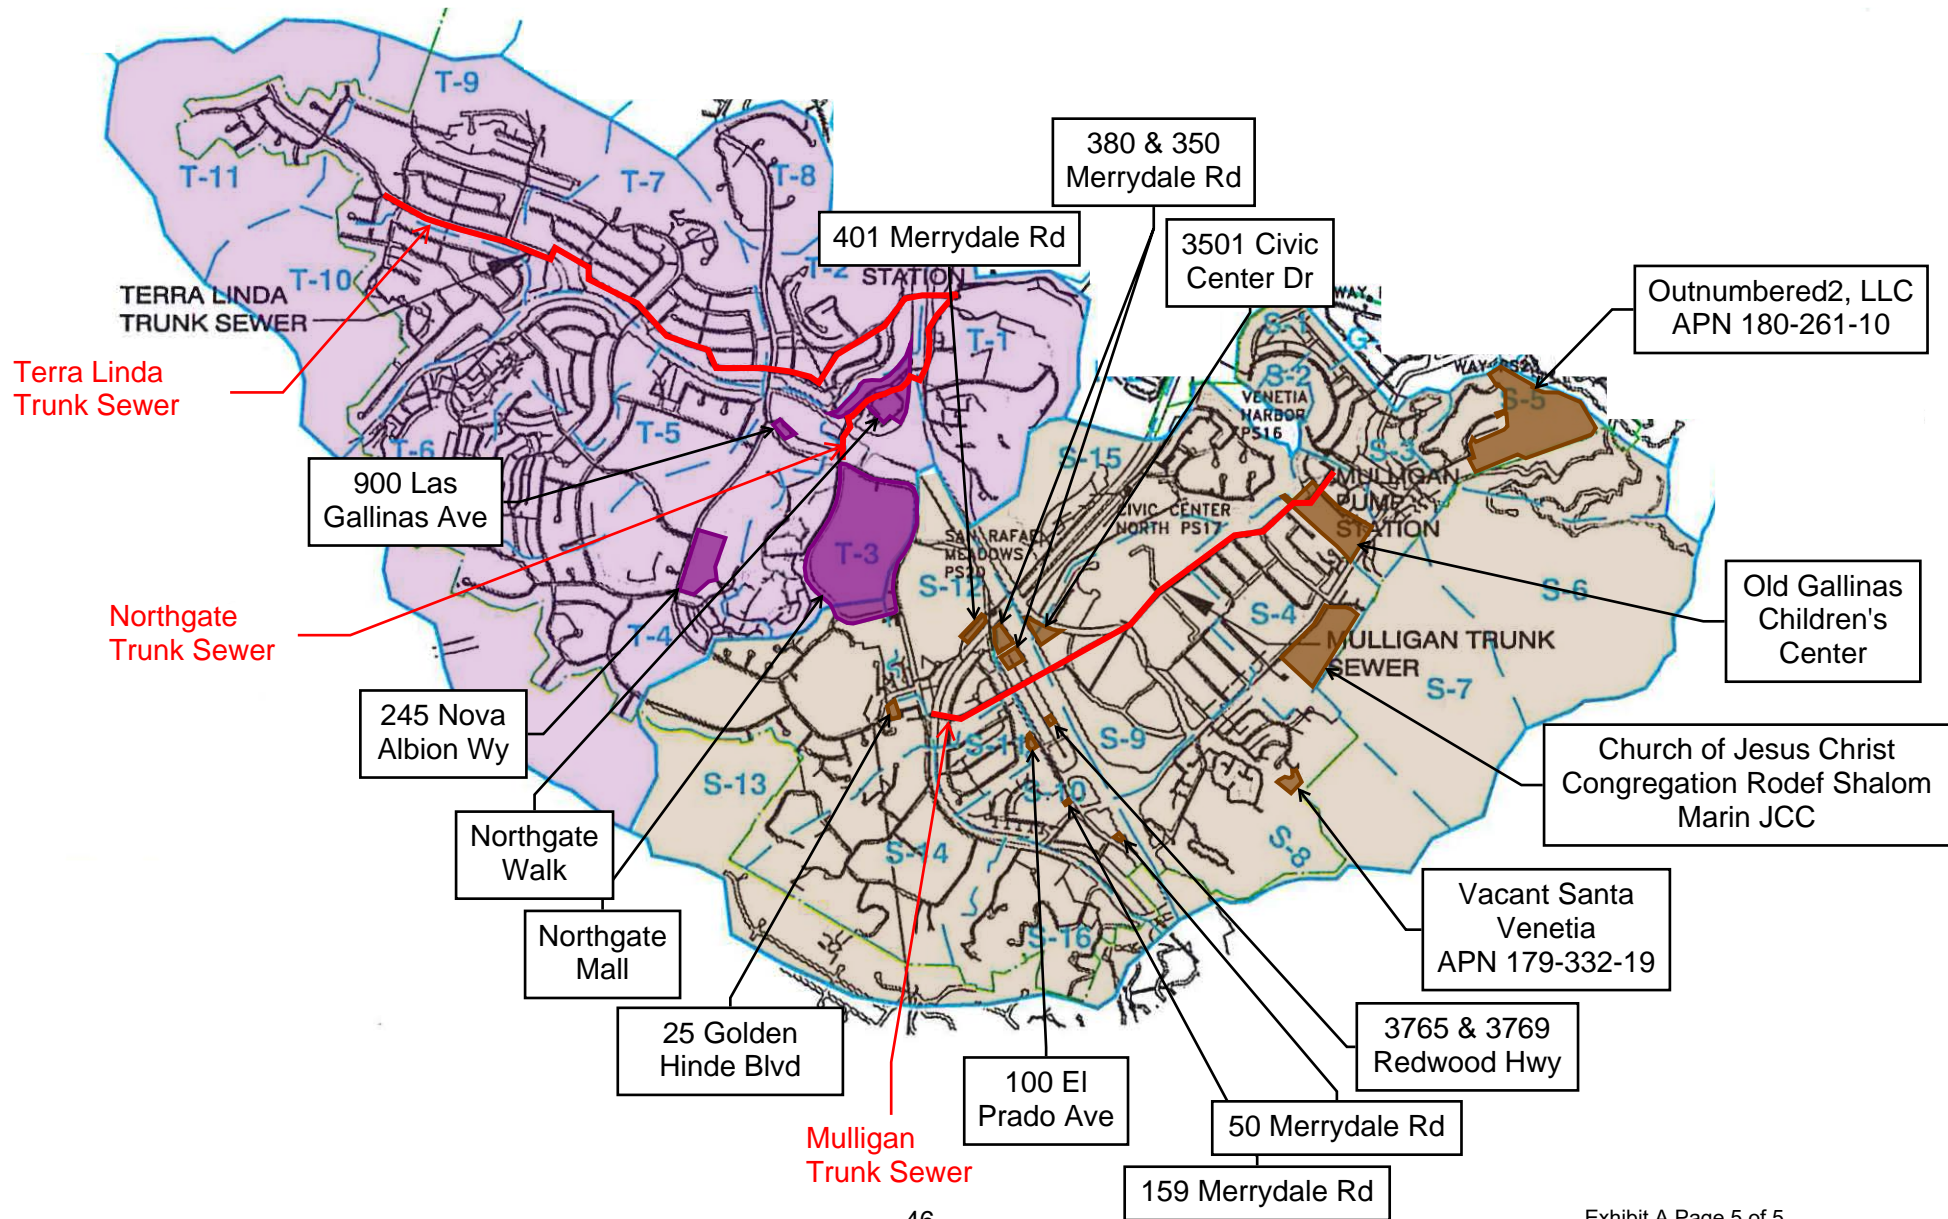 T-9
T-11
T-7
T-8
T-10
T-2
STATION
T-1
TERRA LINDA
TRUNK SEWER
Terra Linda
Trunk Sewer
401 Merrydale Rd
380 & 350
Merrydale Rd
3501 Civic
Center Dr
Outnumbered2, LLC
APN 180-261-10
S-1
G
S-2
VENETIA
HARBOR
PS16
S-5
S-3
T-5
T-6
S-15
900 Las
Gallinas Ave
MULLIGAN
PUMP
STATION
CIVIC CENTER
NORTH PS17
SAN RAFAEL
MEADOWS
PS20
T-3
S-12
S-4
S-6
Old Gallinas
Children's
Center
Northgate
Trunk Sewer
T-4
MULLIGAN TRUNK
SEWER
S-7
245 Nova
Albion Wy
S-13
S-11
S-9
S-10
Church of Jesus Christ
Congregation Rodef Shalom
Marin JCC
Northgate
Walk
S-14
S-8
Northgate
Mall
S-16
Vacant Santa
Venetia
APN 179-332-19
25 Golden
Hinde Blvd
100 El
Prado Ave
3765 & 3769
Redwood Hwy
50 Merrydale Rd
Mulligan
Trunk Sewer
159 Merrydale Rd
46
Exhibit A Page 5 of 5